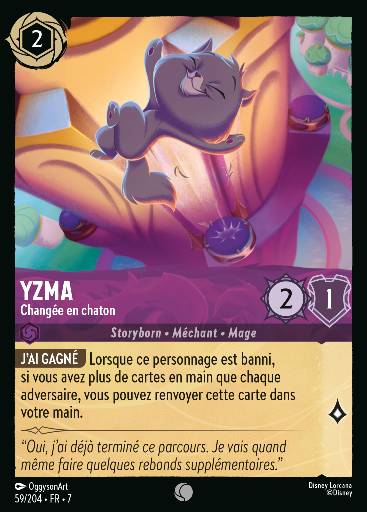 2
YZMA
Changée en chaton
2
1
Storyborn • Méchant • Mage
J'AI GAGNÉ Lorsque ce personnage est banni,
si vous avez plus de cartes en main que chaque
adversaire, vous pouvez renvoyer cette carte dans
votre main.
“Oui, j'ai déjà terminé ce parcours. Je vais quand
même faire quelques rebonds supplémentaires.”
OggysonArt
59/204 • FR • 7
Disney Lorcana
©Disney